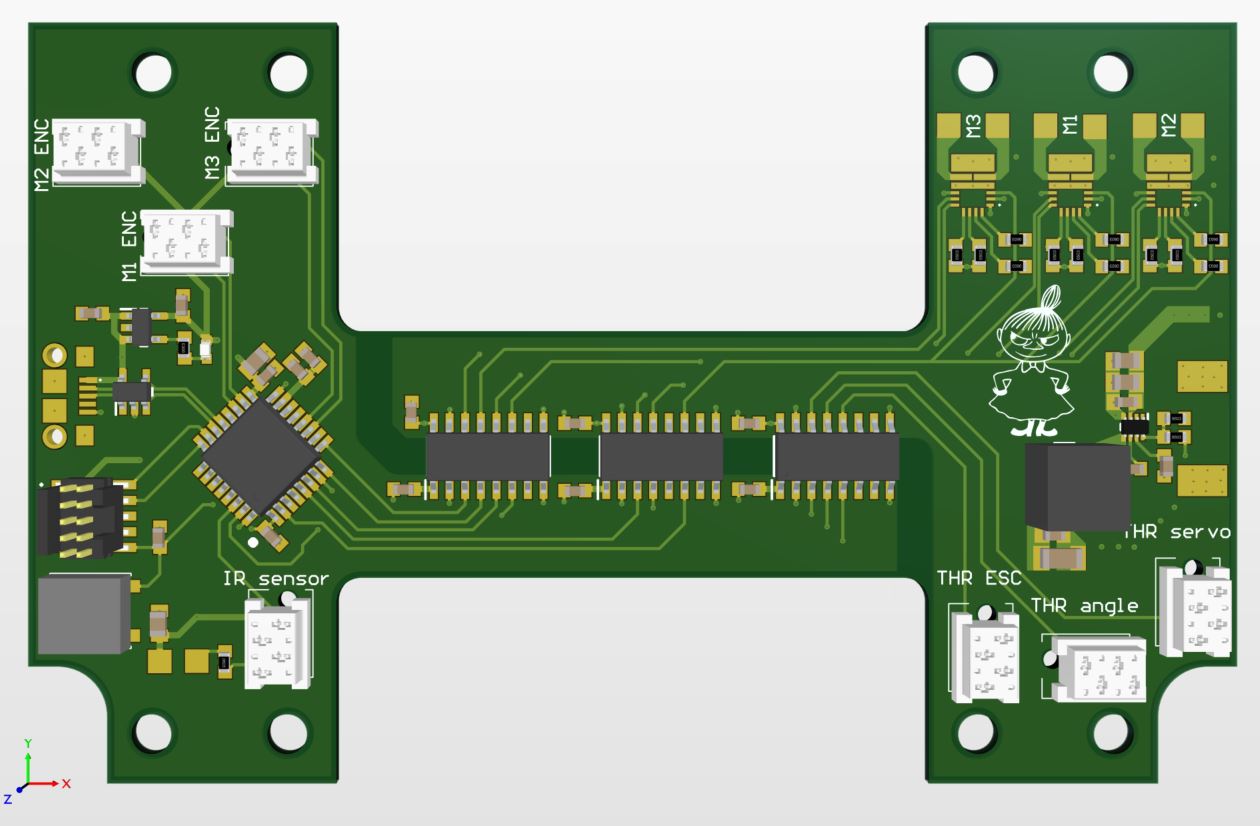 M2 ENC
M3 ENC
M1 ENC
M3
M1
M2
THR servo
IR sensor
THR ESC
THR angle
Y
X
Z